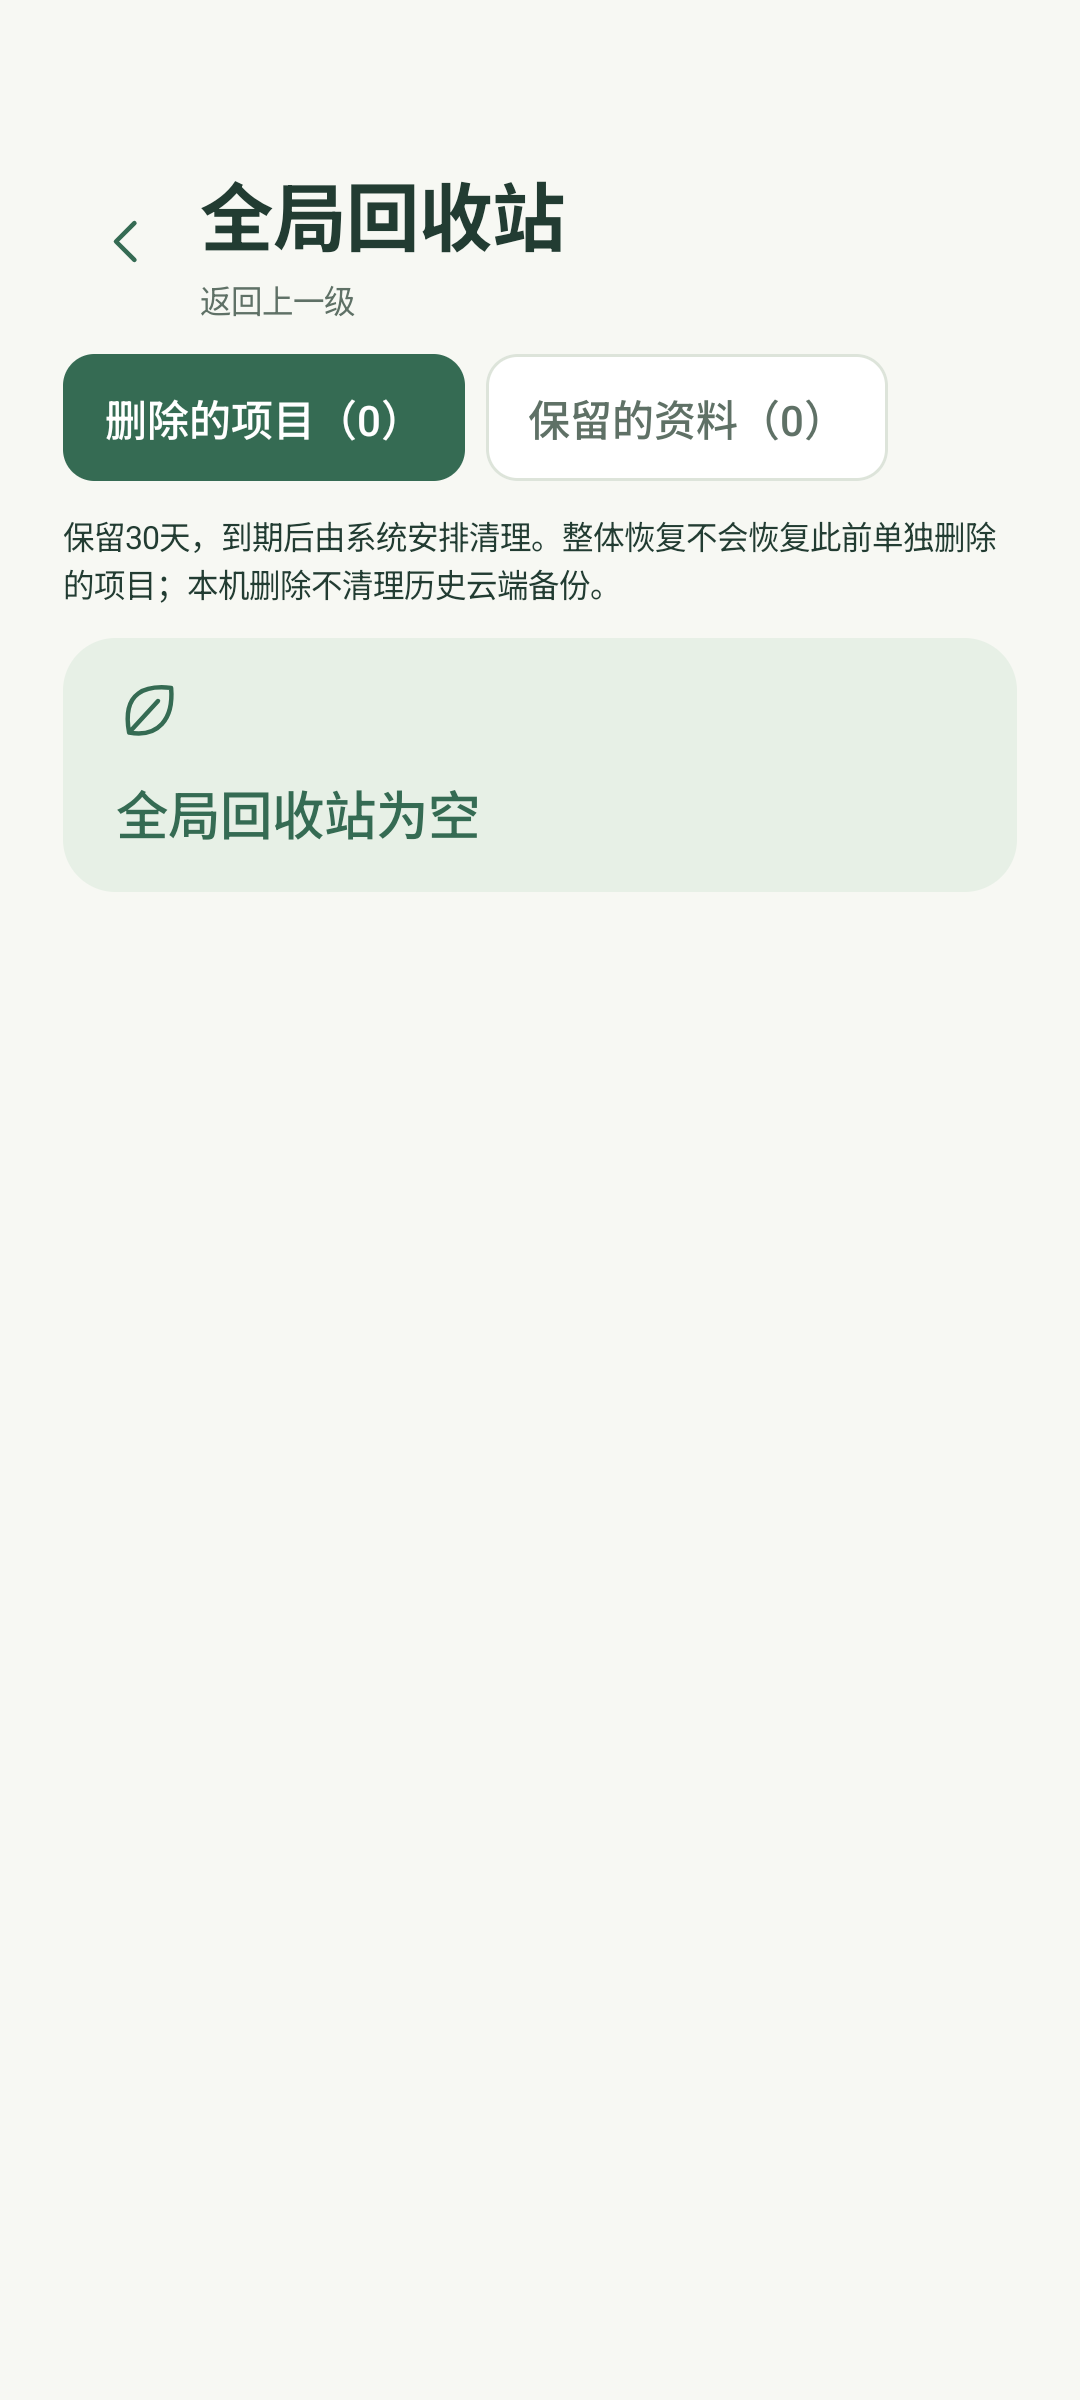 全局回收站
返回上一级
删除的项目（0）
保留的资料（0）
保留30天，到期后由系统安排清理。整体恢复不会恢复此前单独删除
的项目；本机删除不清理历史云端备份。
全局回收站为空